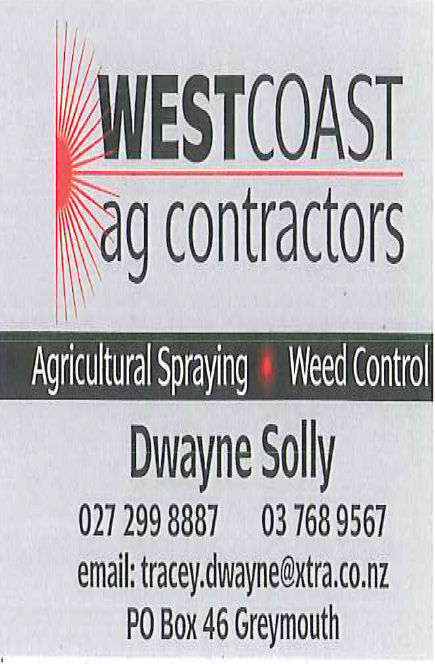 WESTCOAST
ag contractors
Agricultural Spraying • Weed Control
Dwayne Solly
027 299 8887 03 768 9567
email: tracey.dwayne@xtra.co.nz
PO Box 46 Greymouth